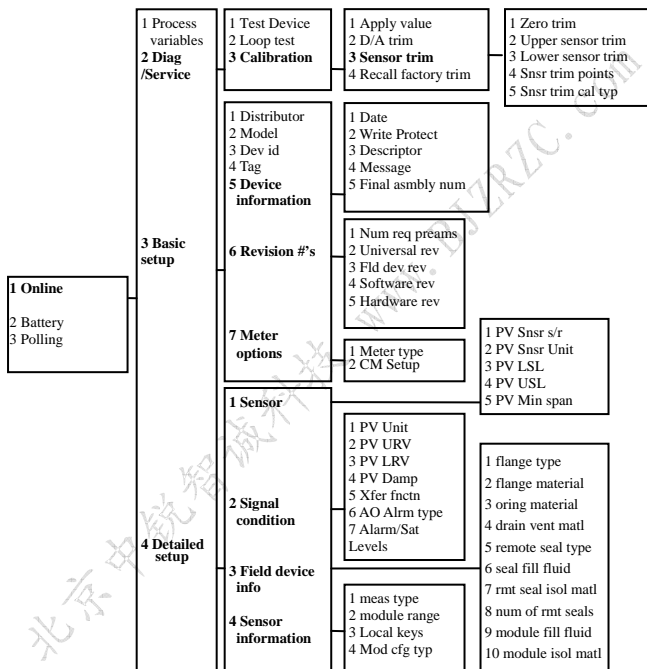 1 Online
2 Battery
3 Polling
1 Process
variables
2 Diag
/Service
3 Basic
setup
4 Detailed
setup
1 Test Device
2 Loop test
3 Calibration
1 Apply value
2 D/A trim
3 Sensor trim
4 Recall factory trim
1 Zero trim
2 Upper sensor trim
3 Lower sensor trim
4 Snsr trim points
5 Snsr trim cal typ
1 Distributor
2 Model
3 Dev id
4 Tag
5 Device
information
6 Revision #'s
7 Meter
options
1 Date
2 Write Protect
3 Descriptor
4 Message
5 Final asmbly num
1 Num req preams
2 Universal rev
3 Fld dev rev
4 Software rev
5 Hardware rev
1 Meter type
2 CM Setup
1 Sensor
2 Signal
condition
3 Field device
info
4 Sensor
information
1 PV Snsr s/r
2 PV Snsr Unit
3 PV LSL
4 PV USL
5 PV Min span
1 PV Unit
2 PV URV
3 PV LRV
4 PV Damp
5 Xfer fnctn
6 AO Alrm type
7 Alarm/Sat
Levels
1 flange type
2 flange material
3 oring material
4 drain vent matl
5 remote seal type
6 seal fill fluid
7 rmt seal isol matl
8 num of rmt seals
9 module fill fluid
10 module isol matl
1 meas type
2 module range
3 Local keys
4 Mod cfg typ
北京中锐智诚科技 www.BJZRZC.com